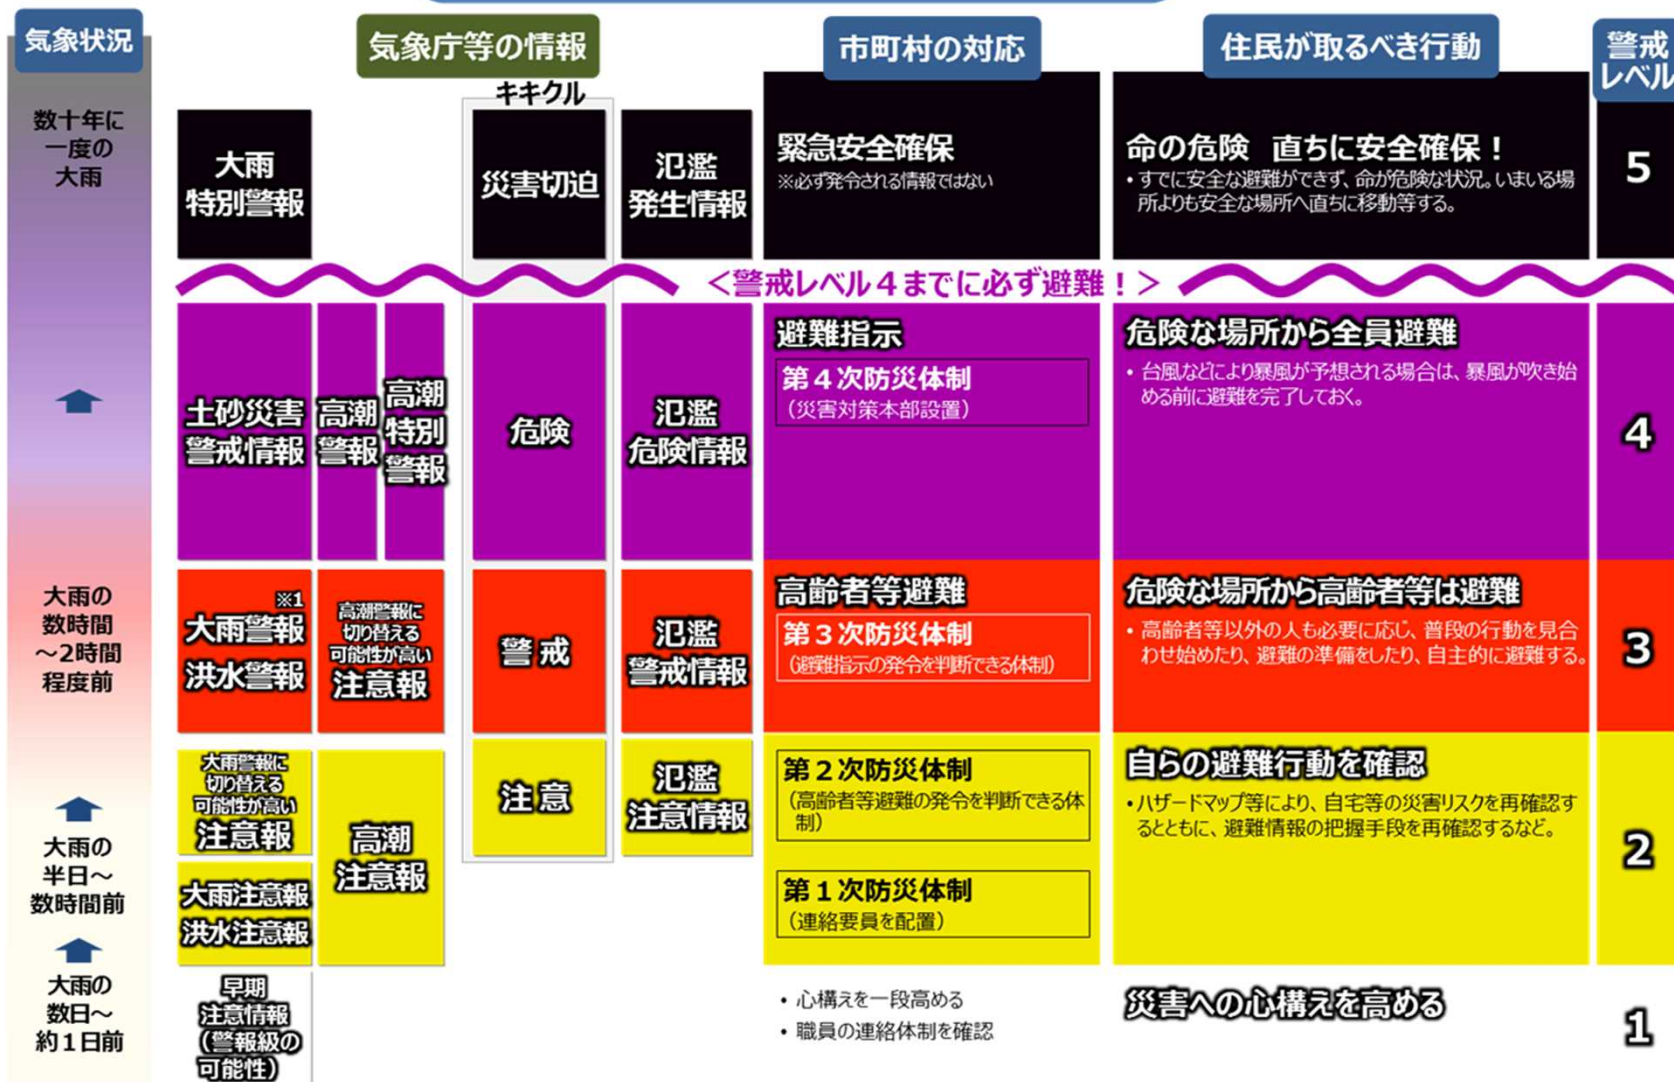 気象状況
気象庁等の情報
市町村の対応
住民が取るべき行動
警戒
レベル
キキクル
数十年に
一度の
大雨
大雨
特別警報
災害切迫
氾濫
発生情報
緊急安全確保
※必ず発令される情報ではない
命の危険 直ちに安全確保！
・すでに安全な避難ができず、命が危険な状況。いまいる場
所よりも安全な場所へ直ちに移動等する。
5
＜警戒レベル４までに必ず避難！＞
土砂災害
警戒情報
高潮
警報
高潮
特別
警報
危険
氾濫
危険情報
避難指示
第４次防災体制
（災害対策本部設置）
危険な場所から全員避難
・台風などにより暴風が予想される場合は、暴風が吹き始
める前に避難を完了しておく。
4
大雨の
数時間
～2時間
程度前
※1
大雨警報
洪水警報
高潮警報に
切り替える
可能性が高い
注意報
警戒
氾濫
警戒情報
高齢者等避難
第３次防災体制
（避難指示の発令を判断できる体制）
危険な場所から高齢者等は避難
・高齢者等以外の人も必要に応じ、普段の行動を見合
わせ始めたり、避難の準備をしたり、自主的に避難する。
3
大雨の
半日～
数時間前
大雨警報に
切り替える
可能性が高い
注意報
大雨注意報
洪水注意報
高潮
注意報
注意
氾濫
注意情報
第２次防災体制
（高齢者等避難の発令を判断できる体
制）
第１次防災体制
（連絡要員を配置）
自らの避難行動を確認
・ハザードマップ等により、自宅等の災害リスクを再確認す
るとともに、避難情報の把握手段を再確認するなど。
2
大雨の
数日～
約１日前
早期
注意情報
（警報級の
可能性）
・心構えを一段高める
・職員の連絡体制を確認
災害への心構えを高める
1